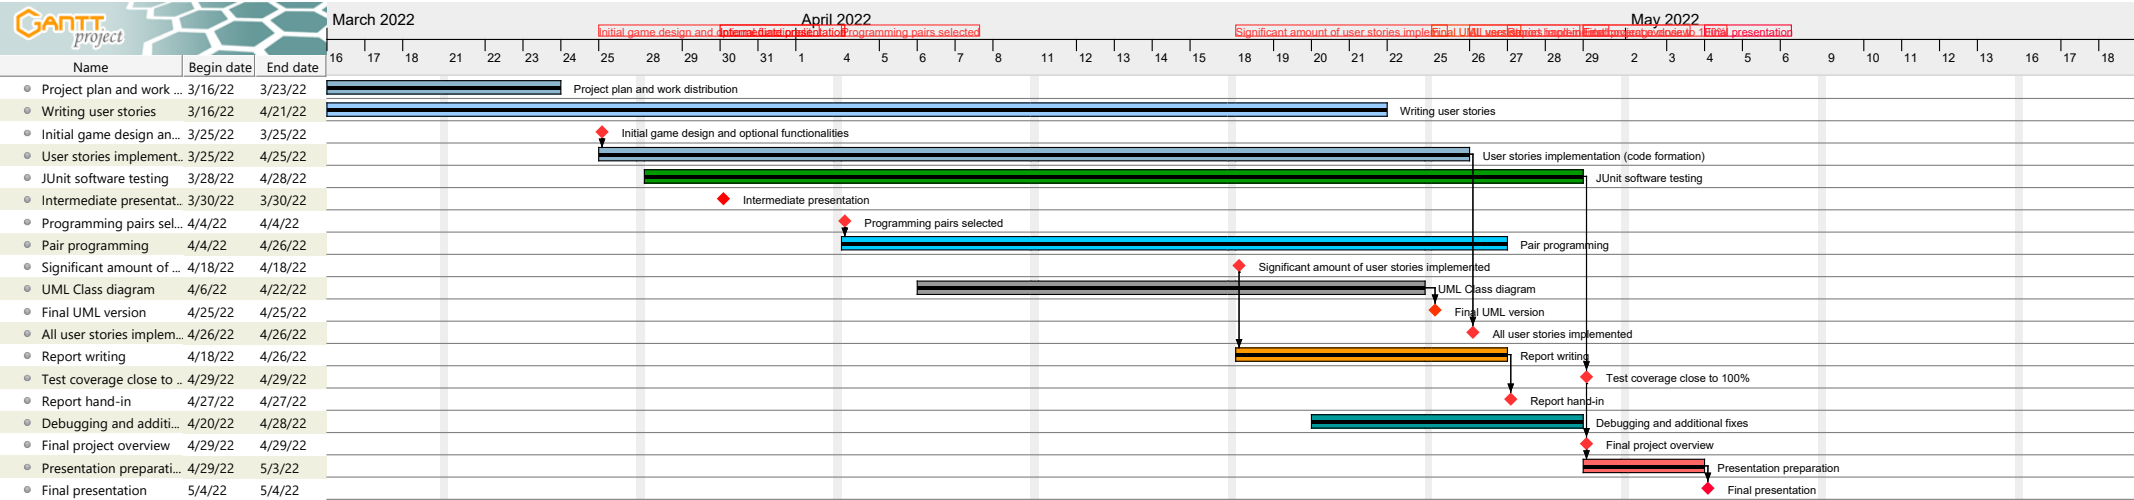 GANTT project
March 2022
April 2022
May 2022
Initial game design and
Intermediate presentation
Programming pairs selected
Significant amount of user stories
Final presentation
Name Begin date End date
16 17 18 21 22 23 24 25 28 29 30 31 1 4 5 6 7 8 11 12 13 14 15 18 19 20 21 22 25 26 27 28 29 2 3 4 5 6 9 10 11 12 13 16 17 18
Project plan and work ... 3/16/22 3/23/22 Project plan and work distribution
Writing user stories 3/16/22 4/21/22 Writing user stories
Initial game design an... 3/25/22 3/25/22 Initial game design and optional functionalities
User stories implement... 3/25/22 4/25/22 User stories implementation (code formation)
JUnit software testing 3/28/22 4/28/22 JUnit software testing
Intermediate presentat... 3/30/22 3/30/22 Intermediate presentation
Programming pairs sel... 4/4/22 4/4/22 Programming pairs selected
Pair programming 4/4/22 4/26/22 Pair programming
Significant amount of ... 4/18/22 4/18/22 Significant amount of user stories implemented
UML Class diagram 4/6/22 4/22/22 UML Class diagram
Final UML version 4/25/22 4/25/22 Final UML version
All user stories implem... 4/26/22 4/26/22 All user stories implemented
Report writing 4/18/22 4/26/22 Report writing
Test coverage close to ... 4/29/22 4/29/22 Test coverage close to 100%
Report hand-in 4/27/22 4/27/22 Report hand-in
Debugging and additi... 4/20/22 4/28/22 Debugging and additional fixes
Final project overview 4/29/22 4/29/22 Final project overview
Presentation preparati... 4/29/22 5/3/22 Presentation preparation
Final presentation 5/4/22 5/4/22 Final presentation